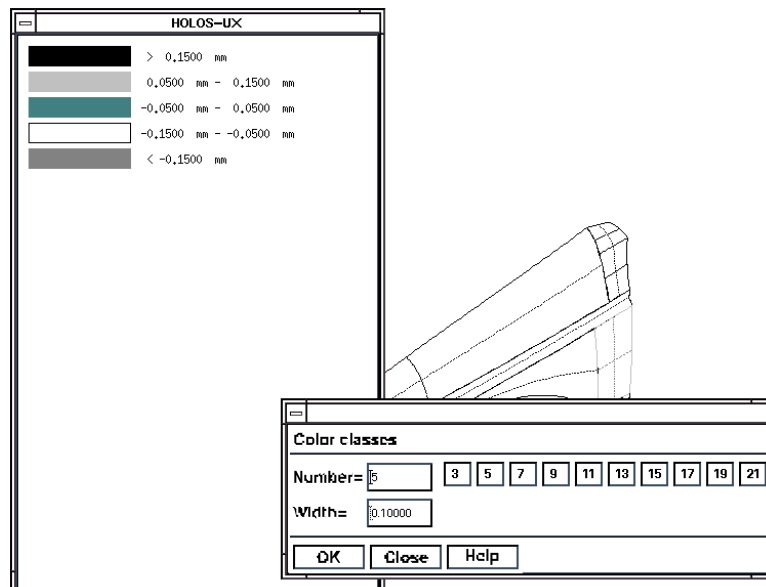 HOLOS-UX
> 0.1500 mm
0.0500 mm - 0.1500 mm
-0.0500 mm - 0.0500 mm
-0.1500 mm - -0.0500 mm
< -0.1500 mm
Color classes
Number= 5 3 5 7 9 11 13 15 17 19 21
Width= 0.10000
OK Close Help